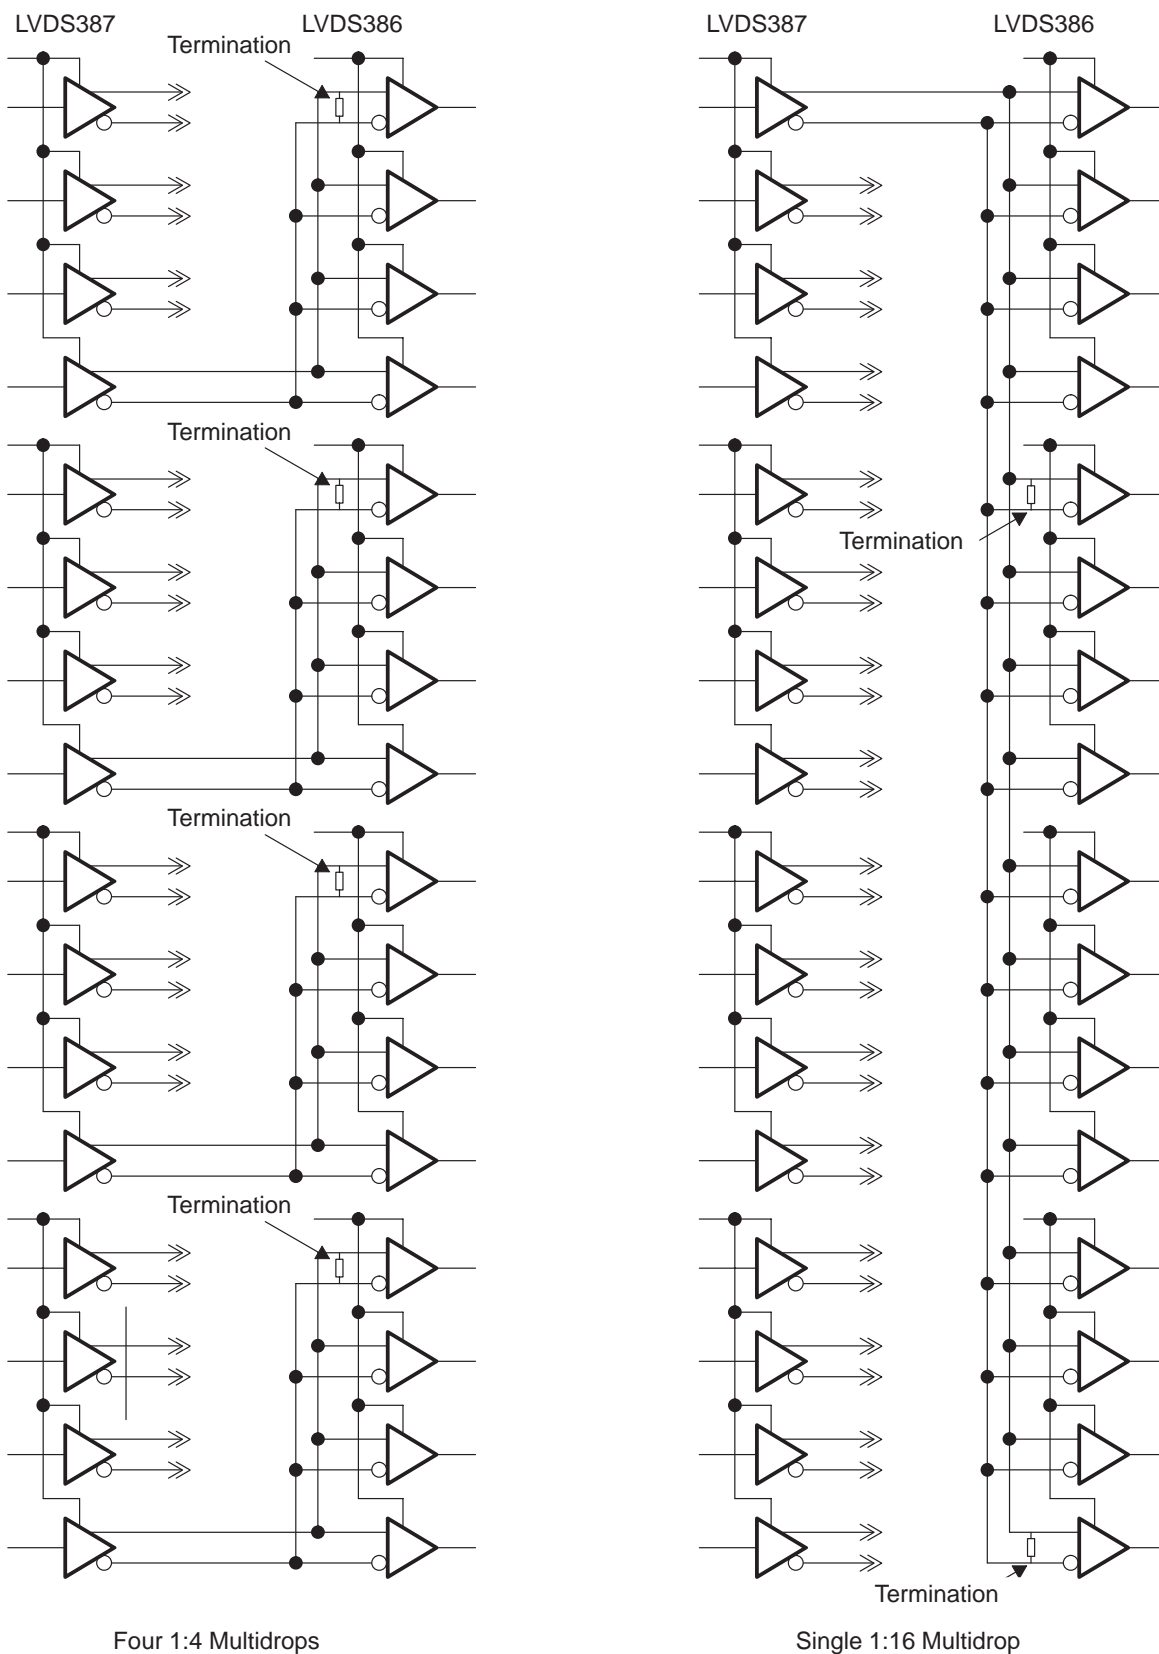 LVDS387
LVDS386
Termination
Termination
Termination
Termination
Four 1:4 Multidrops
LVDS387
LVDS386
Termination
Termination
Single 1:16 Multidrop